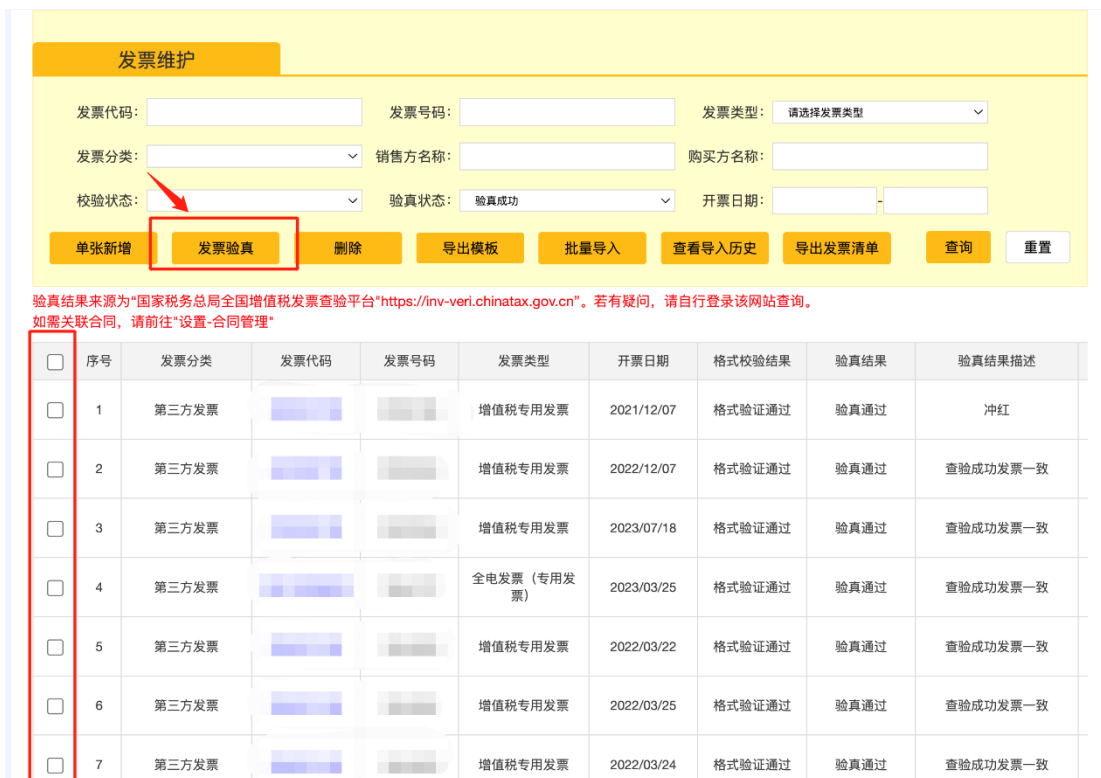 发票维护
发票代码： 发票号码： 发票类型： 请选择发票类型
发票分类： 销售方名称： 购买方名称：
校验状态： 验真状态： 验真成功 开票日期： -
单张新增 发票验真 删除 导出模板 批量导入 查看导入历史 导出发票清单 查询 重置
验真结果来源为"国家税务总局全国增值税发票查验平台"https://inv-veri.chinatax.gov.cn"。若有疑问，请自行登录该网站查询。
如需关联合同，请前往"设置-合同管理"
序号 发票分类 发票代码 发票号码 发票类型 开票日期 格式校验结果 验真结果 验真结果描述
1 第三方发票 增值税专用发票 2021/12/07 格式验证通过 验真通过 冲红
2 第三方发票 增值税专用发票 2022/12/07 格式验证通过 验真通过 查验成功发票一致
3 第三方发票 增值税专用发票 2023/07/18 格式验证通过 验真通过 查验成功发票一致
4 第三方发票 全电发票（专用发
票） 2023/03/25 格式验证通过 验真通过 查验成功发票一致
5 第三方发票 增值税专用发票 2022/03/22 格式验证通过 验真通过 查验成功发票一致
6 第三方发票 增值税专用发票 2022/03/25 格式验证通过 验真通过 查验成功发票一致
7 第三方发票 增值税专用发票 2022/03/24 格式验证通过 验真通过 查验成功发票一致